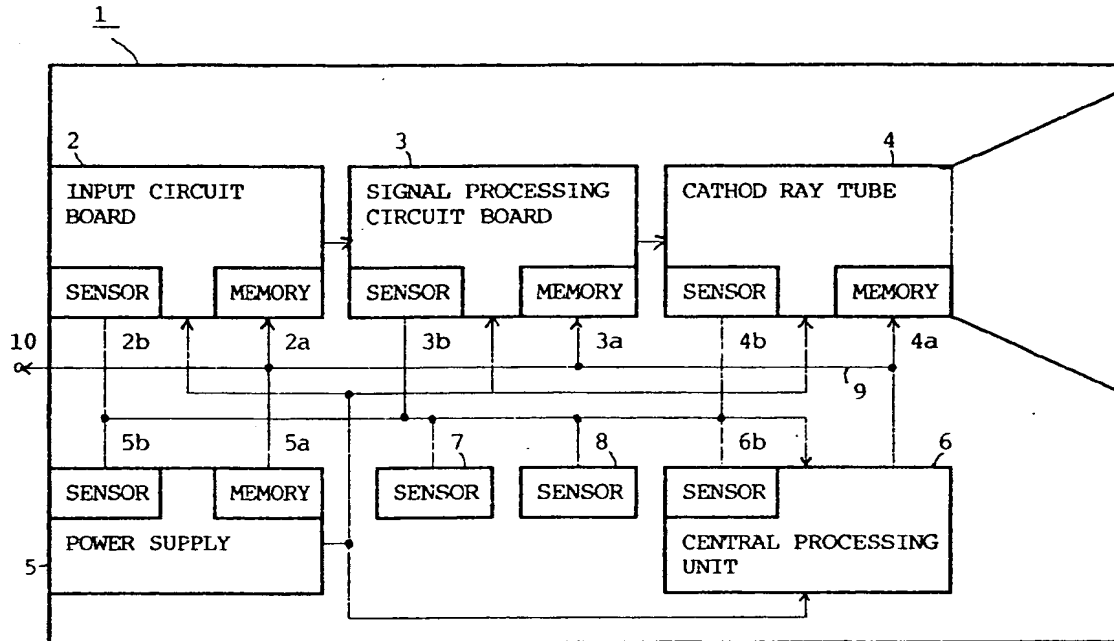 1
2
3
4
INPUT CIRCUIT
BOARD
SIGNAL PROCESSING
CIRCUIT BOARD
CATHOD RAY TUBE
SENSOR
MEMORY
SENSOR
MEMORY
SENSOR
MEMORY
10
2b
2a
3b
3a
4b
4a
9
5b
5a
7
8
6b
6
SENSOR
MEMORY
SENSOR
SENSOR
SENSOR
POWER SUPPLY
CENTRAL PROCESSING
UNIT
5